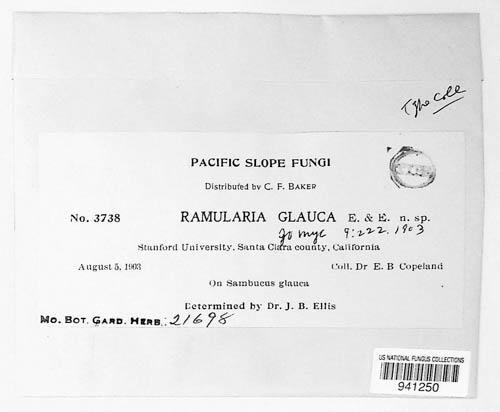 Type Coll
PACIFIC SLOPE FUNGI
Distributed by C. F. BAKER
No. 3738 RAMULARIA GLAUCA E. & E. n. sp.
Jo myc 9:222. 1903
Stanford University, Santa Clara county, California
August 5, 1903 Coll. Dr E. B Copeland
On Sambucus glauca
Determined by Dr. J. B. Ellis
MO. BOT. GARD. HERB. 21698
US NATIONAL FUNGUS COLLECTIONS
941250